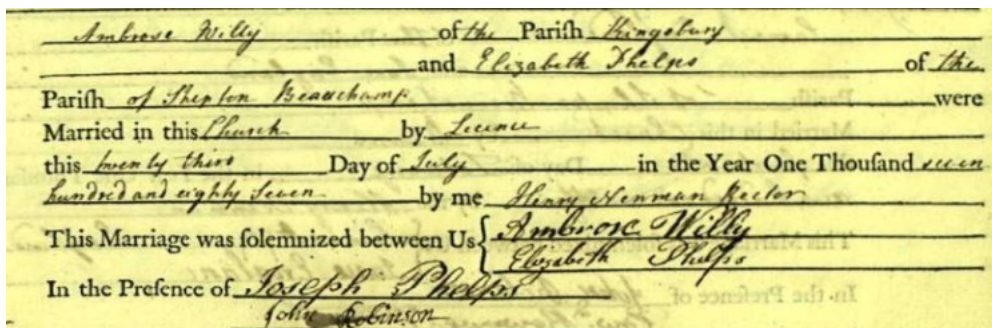 Ambrose Willy of the Pariſh Kingsbury
and Elizabeth Phelps of the
Pariſh of Shepton Beauchamp were
Married in this Church by Licence
this twenty third Day of July in the Year One Thouſand seven
hundred and eighty Seven by me Henry Nenman Rector
This Marriage was ſolemnized between Us { Ambrose Willy
Elizabeth Phelps
In the Preſence of Joseph Phelps
John Robinson